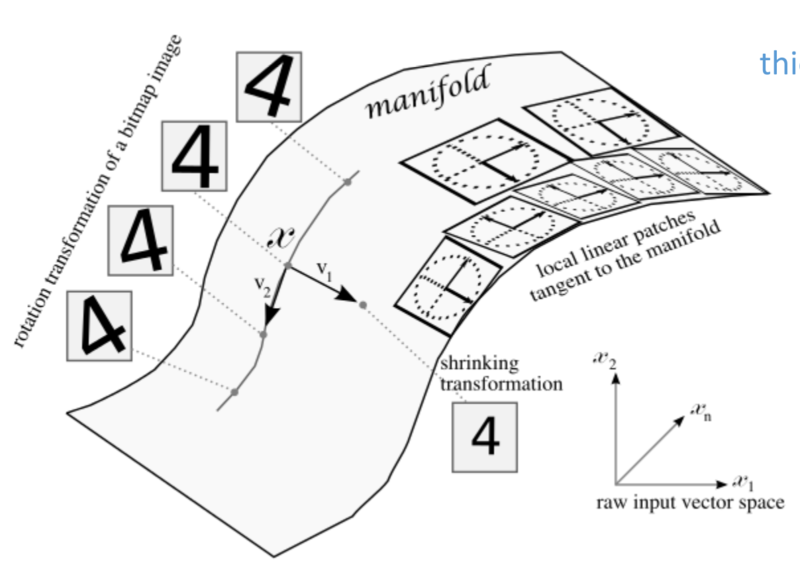 rotation transformation of a bitmap image
4
4
4
4
manifold
thi
x
v2
v1
local linear patches
tangent to the manifold
shrinking
transformation
4
x2
xn
x1
raw input vector space